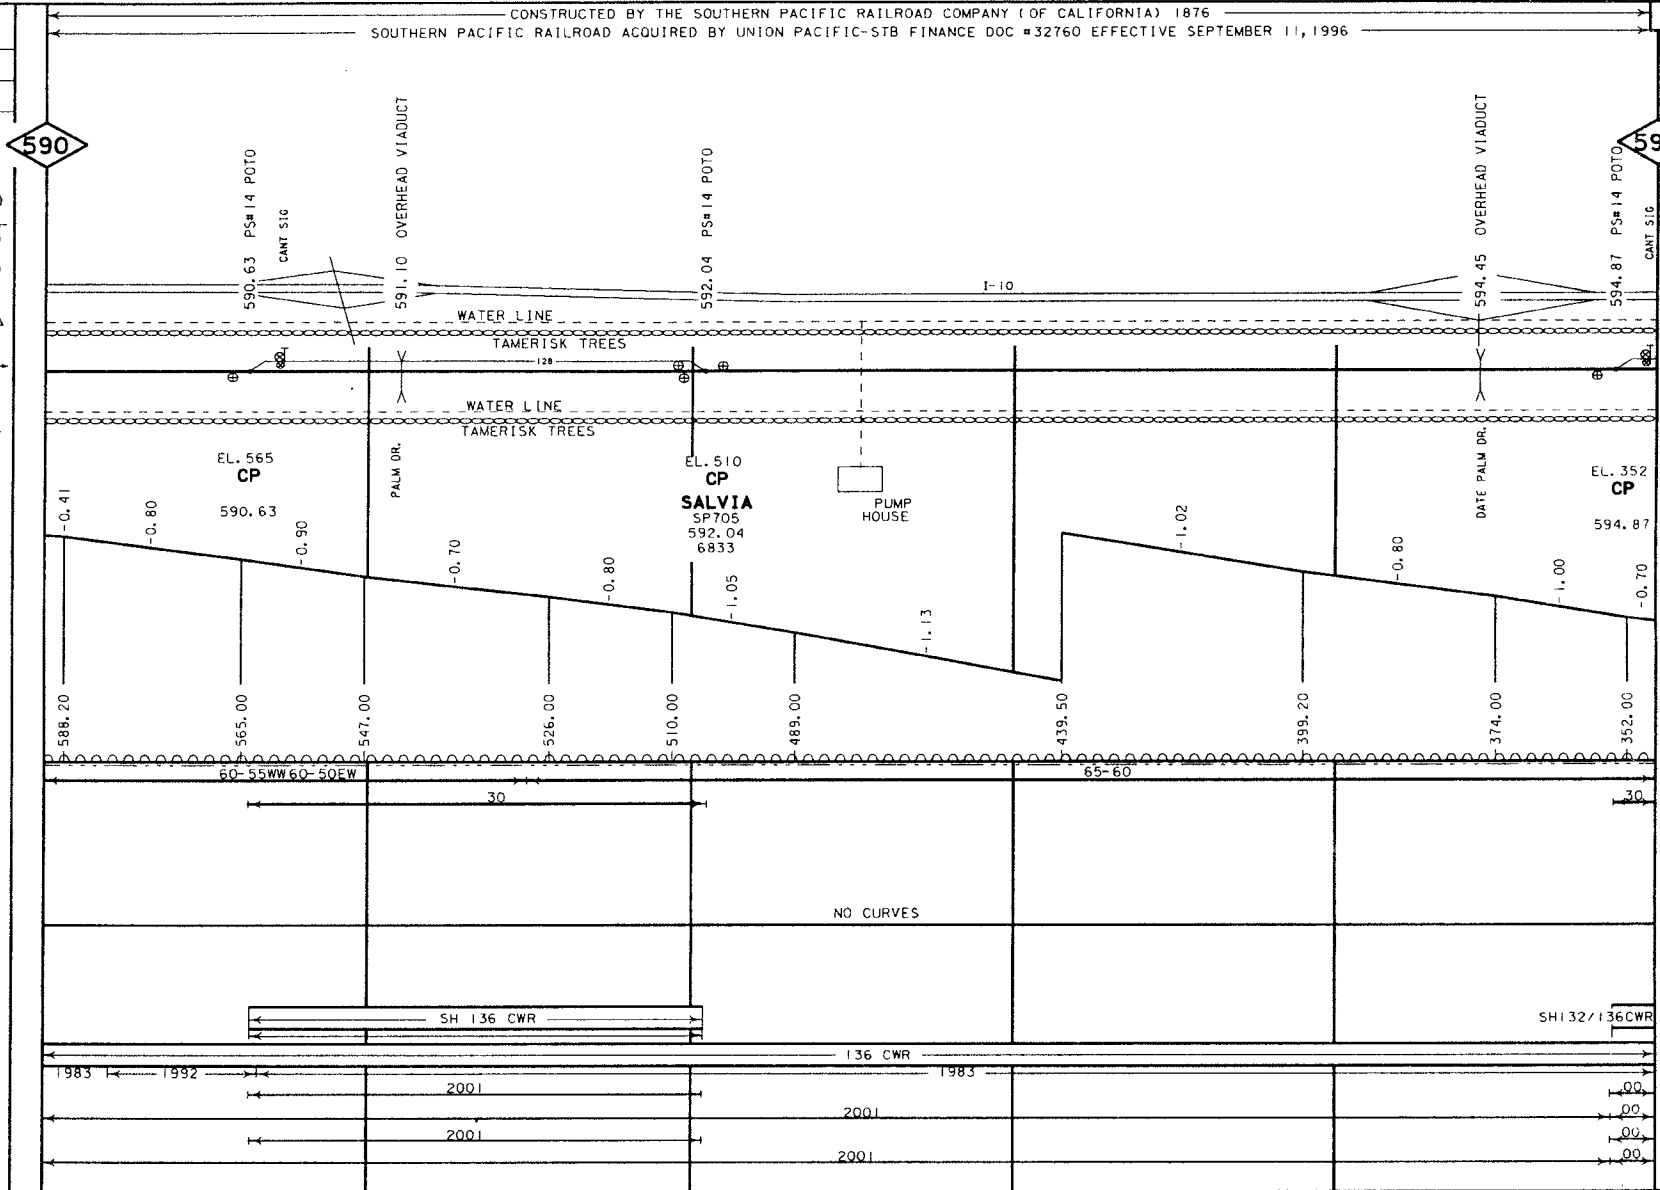 CONSTRUCTED BY THE SOUTHERN PACIFIC RAILROAD COMPANY (OF CALIFORNIA) 1876
SOUTHERN PACIFIC RAILROAD ACQUIRED BY UNION PACIFIC-STB FINANCE DOC #32760 EFFECTIVE SEPTEMBER 11, 1996
590
59
590.63 PS#14 POTO
CANT SIG
591.10 OVERHEAD VIADUCT
592.04 PS#14 POTO
594.45 OVERHEAD VIADUCT
594.87 PS#14 POTO
CANT SIG
I-10
WATER LINE
TAMERISK TREES
128
WATER LINE
TAMERISK TREES
PALM DR.
DATE PALM DR.
EL. 565
CP
590.63
EL. 510
CP
SALVIA
SP705
592.04
6833
PUMP
HOUSE
EL. 352
CP
594.87
-0.41
-0.80
-0.90
-0.70
-0.80
-1.05
-1.13
-1.02
-0.80
-1.00
-0.70
588.20
565.00
547.00
526.00
510.00
489.00
439.50
399.20
374.00
352.00
60-55WW60-50EW
65-60
30
30
NO CURVES
SH 136 CWR
SH132/136CWR
136 CWR
1983
1992
1983
2001
00
2001
00
2001
00
2001
00